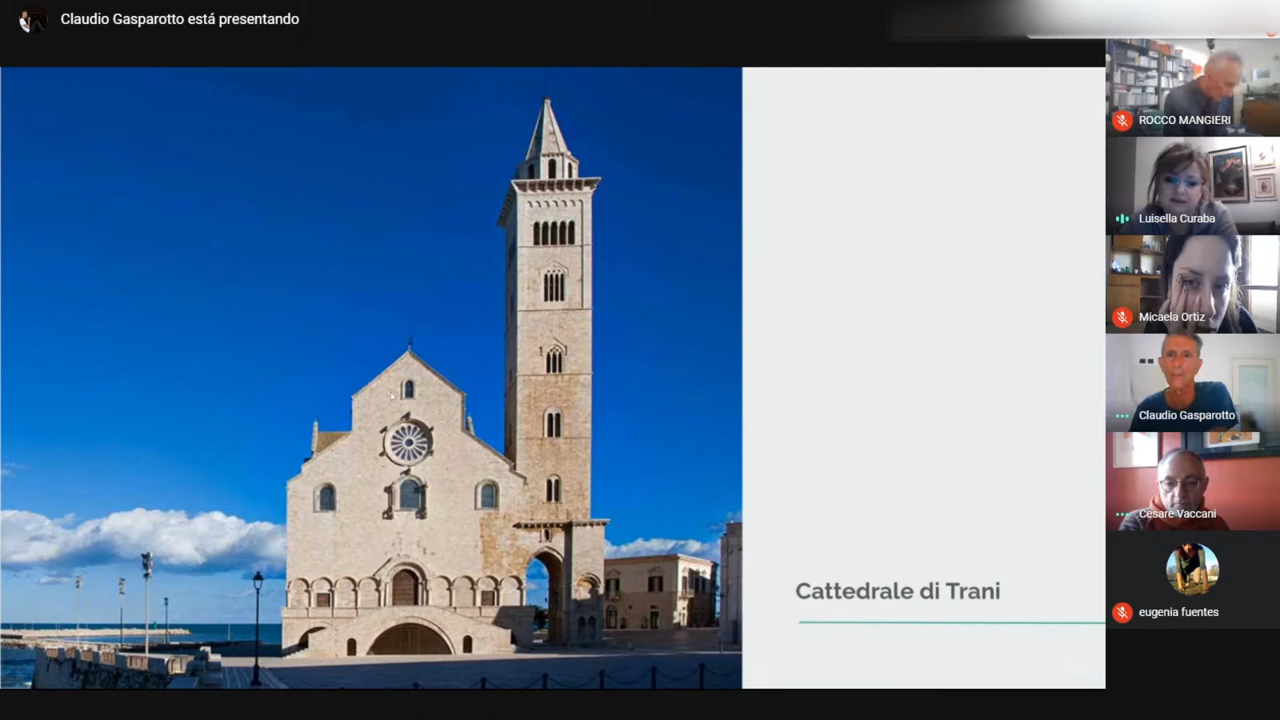 Claudio Gasparotto está presentando
ROCCO MANGIERI
Luisella Curaba
Micaela Ortiz
Claudio Gasparotto
Cesare Vaccani
eugenia fuentes
Cattedrale di Trani